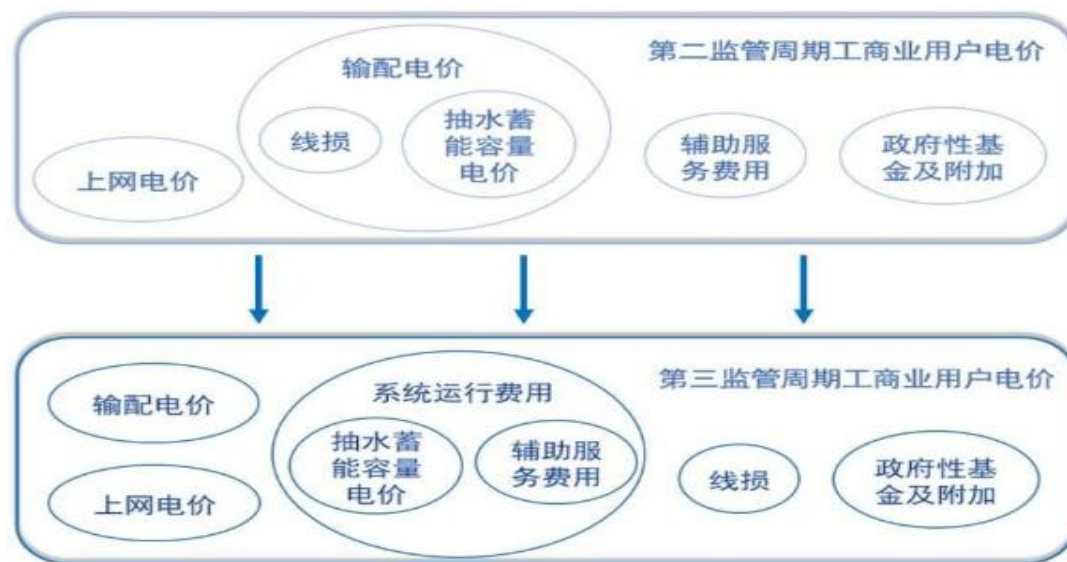 第二监管周期工商业用户电价
输配电价
线损
抽水蓄
能容量
电价
上网电价
辅助服
务费用
政府性基
金及附加
第三监管周期工商业用户电价
输配电价
系统运行费用
抽水蓄
能容量
电价
辅助服
务费用
上网电价
线损
政府性基
金及附加